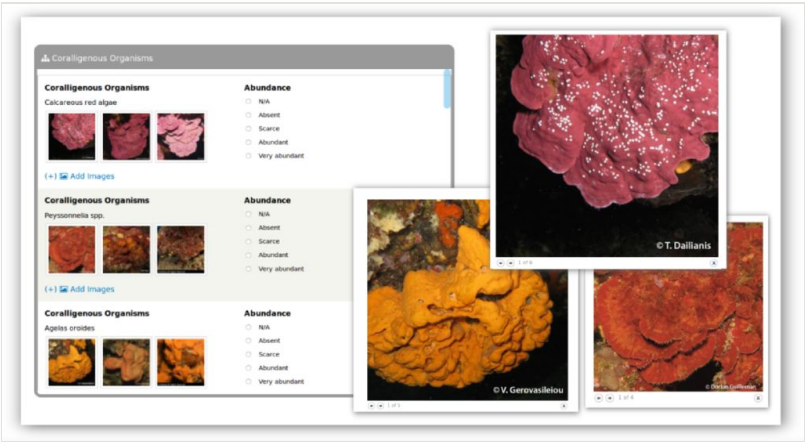 Coralligenous Organisms
Coralligenous Organisms
Abundance
Calcareous red algae
N/A
Absent
Scarce
Abundant
Very abundant
(+) Add Images
Coralligenous Organisms
Abundance
Peyssonnelia spp.
N/A
Absent
Scarce
Abundant
Very abundant
(+) Add Images
Coralligenous Organisms
Abundance
Agelas oroides
N/A
Absent
Scarce
Abundant
Very abundant
© T. Dailianis
© V. Gerovasileiou
1 of 5
1 of 4